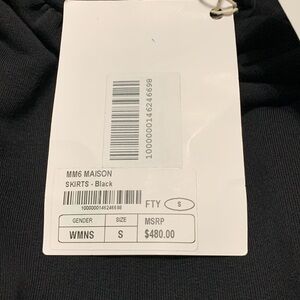 1000000146246698
MM6 MAISON
SKIRTS - Black
1000000146246698
FTY S
GENDER SIZE MSRP
WMNS S $480.00